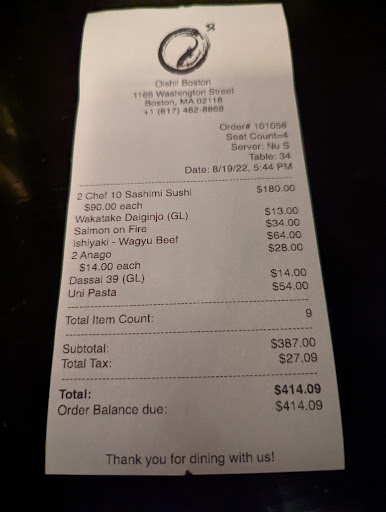 Oishii Boston
1166 Washington Street
Boston, MA 02118
+1 (617) 482-8868
Order# 101058
Seat Count=4
Server: Nu S
Table: 34
Date: 8/19/22, 5:44 PM
2 Chef 10 Sashimi Sushi $180.00
$90.00 each
Wakatake Daiginjo (GL) $13.00
Salmon on Fire $34.00
Ishiyaki - Wagyu Beef $64.00
2 Anago $28.00
$14.00 each
Dassai 39 (GL) $14.00
Uni Pasta $54.00
Total Item Count: 9
Subtotal: $387.00
Total Tax: $27.09
Total: $414.09
Order Balance due: $414.09
Thank you for dining with us!